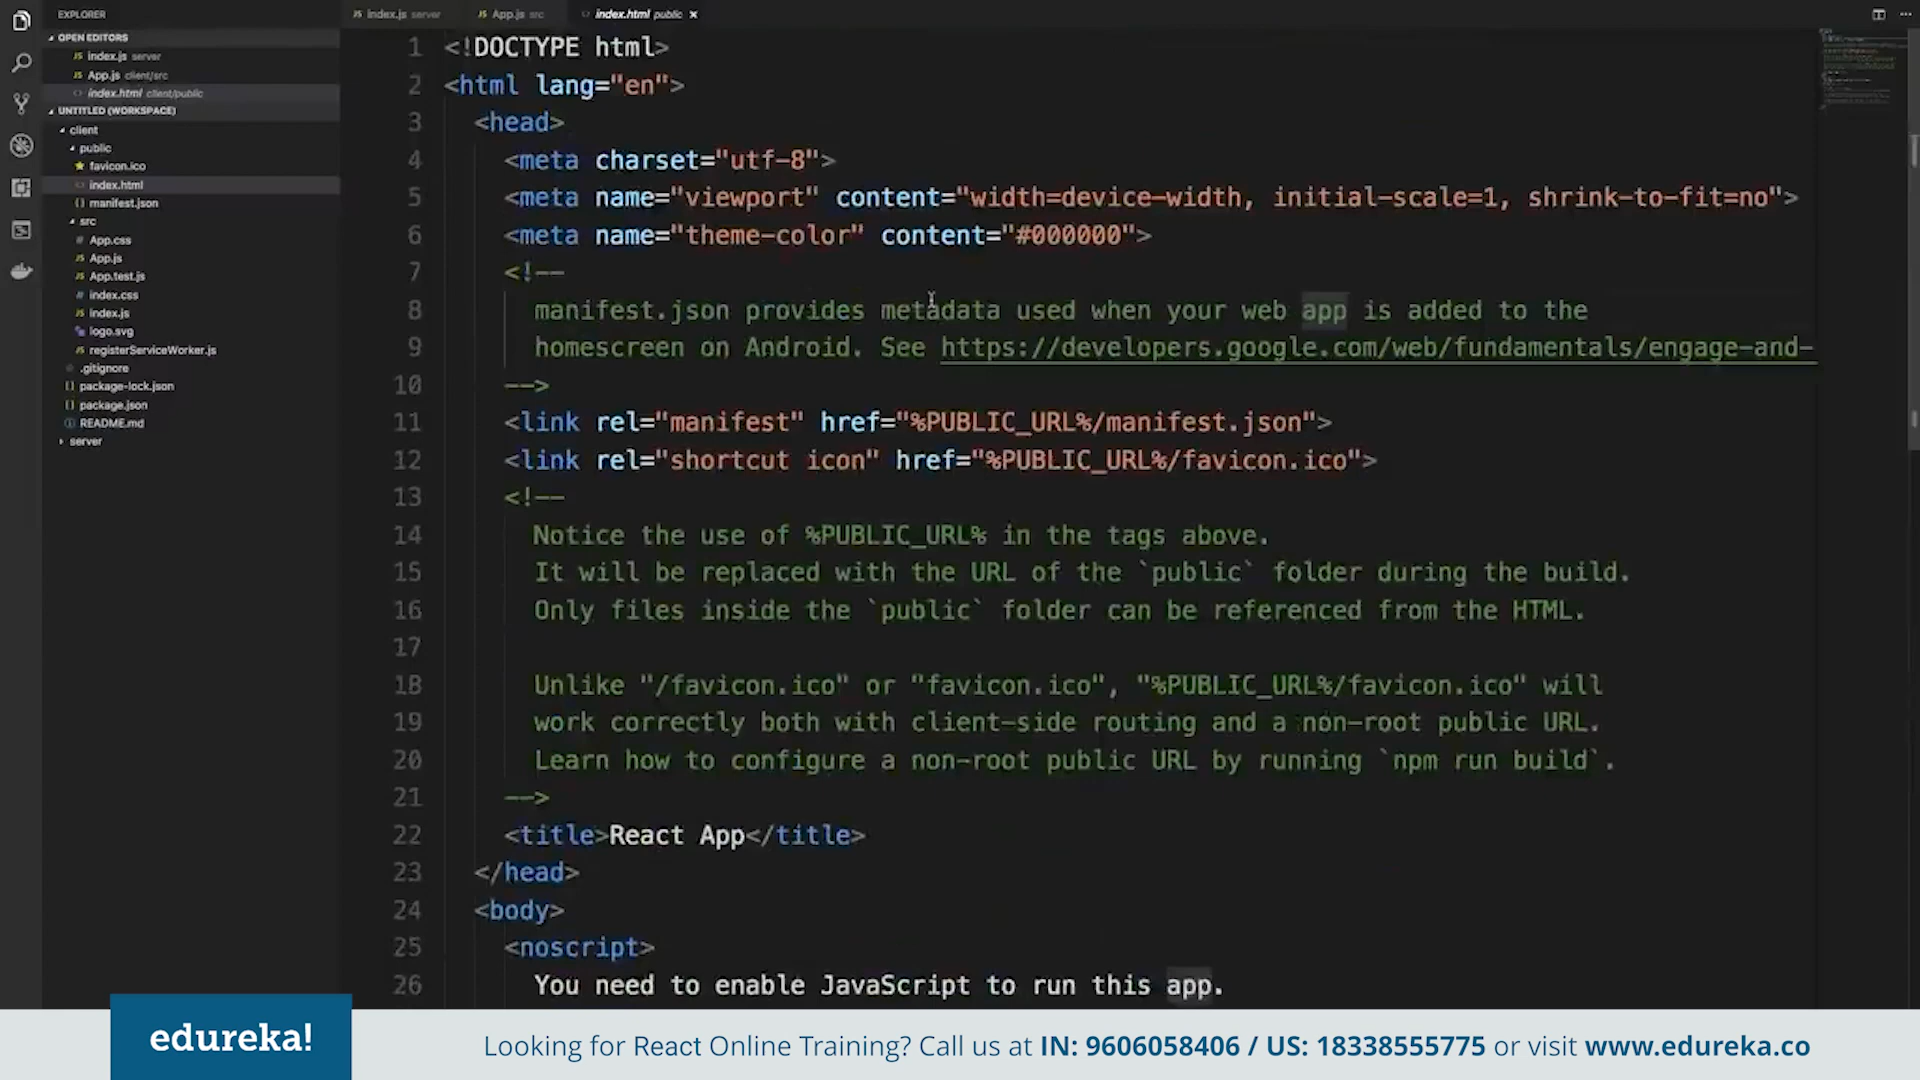 EXPLORER
OPEN EDITORS
index.js server
App.js client/src
index.html client/public
UNTITLED (WORKSPACE)
client
public
favicon.ico
index.html
manifest.json
src
App.css
App.js
App.test.js
index.css
index.js
logo.svg
registerServiceWorker.js
.gitignore
package-lock.json
package.json
README.md
server
index.js server
App.js src
index.html public
1 <!DOCTYPE html>
2 <html lang="en">
3 <head>
4 <meta charset="utf-8">
5 <meta name="viewport" content="width=device-width, initial-scale=1, shrink-to-fit=no">
6 <meta name="theme-color" content="#000000">
7 <!--
8 manifest.json provides metadata used when your web app is added to the
9 homescreen on Android. See https://developers.google.com/web/fundamentals/engage-and-
10 -->
11 <link rel="manifest" href="%PUBLIC_URL%/manifest.json">
12 <link rel="shortcut icon" href="%PUBLIC_URL%/favicon.ico">
13 <!--
14 Notice the use of %PUBLIC_URL% in the tags above.
15 It will be replaced with the URL of the `public` folder during the build.
16 Only files inside the `public` folder can be referenced from the HTML.
17
18 Unlike "/favicon.ico" or "favicon.ico", "%PUBLIC_URL%/favicon.ico" will
19 work correctly both with client-side routing and a non-root public URL.
20 Learn how to configure a non-root public URL by running `npm run build`.
21 -->
22 <title>React App</title>
23 </head>
24 <body>
25 <noscript>
26 You need to enable JavaScript to run this app.
edureka!
Looking for React Online Training? Call us at IN: 9606058406 / US: 18338555775 or visit www.edureka.co